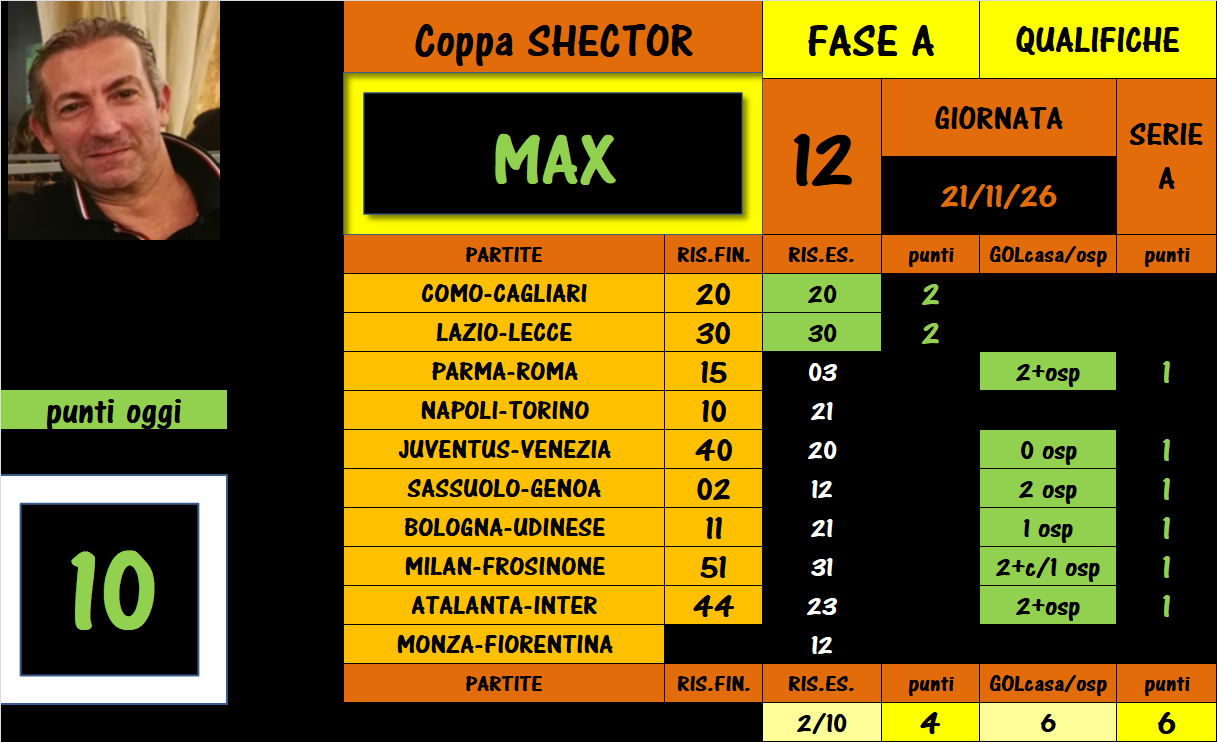 Coppa SHECTOR FASE A QUALIFICHE
MAX 12 GIORNATA SERIE A
21/11/26
PARTITE RIS.FIN. RIS.ES. punti GOLcasa/osp punti
COMO-CAGLIARI 20 20 2
LAZIO-LECCE 30 30 2
PARMA-ROMA 15 03 2+osp 1
punti oggi
NAPOLI-TORINO 10 21
JUVENTUS-VENEZIA 40 20 0 osp 1
SASSUOLO-GENOA 02 12 2 osp 1
BOLOGNA-UDINESE 11 21 1 osp 1
10
MILAN-FROSINONE 51 31 2+c/1 osp 1
ATALANTA-INTER 44 23 2+osp 1
MONZA-FIORENTINA 12
PARTITE RIS.FIN. RIS.ES. punti GOLcasa/osp punti
2/10 4 6 6